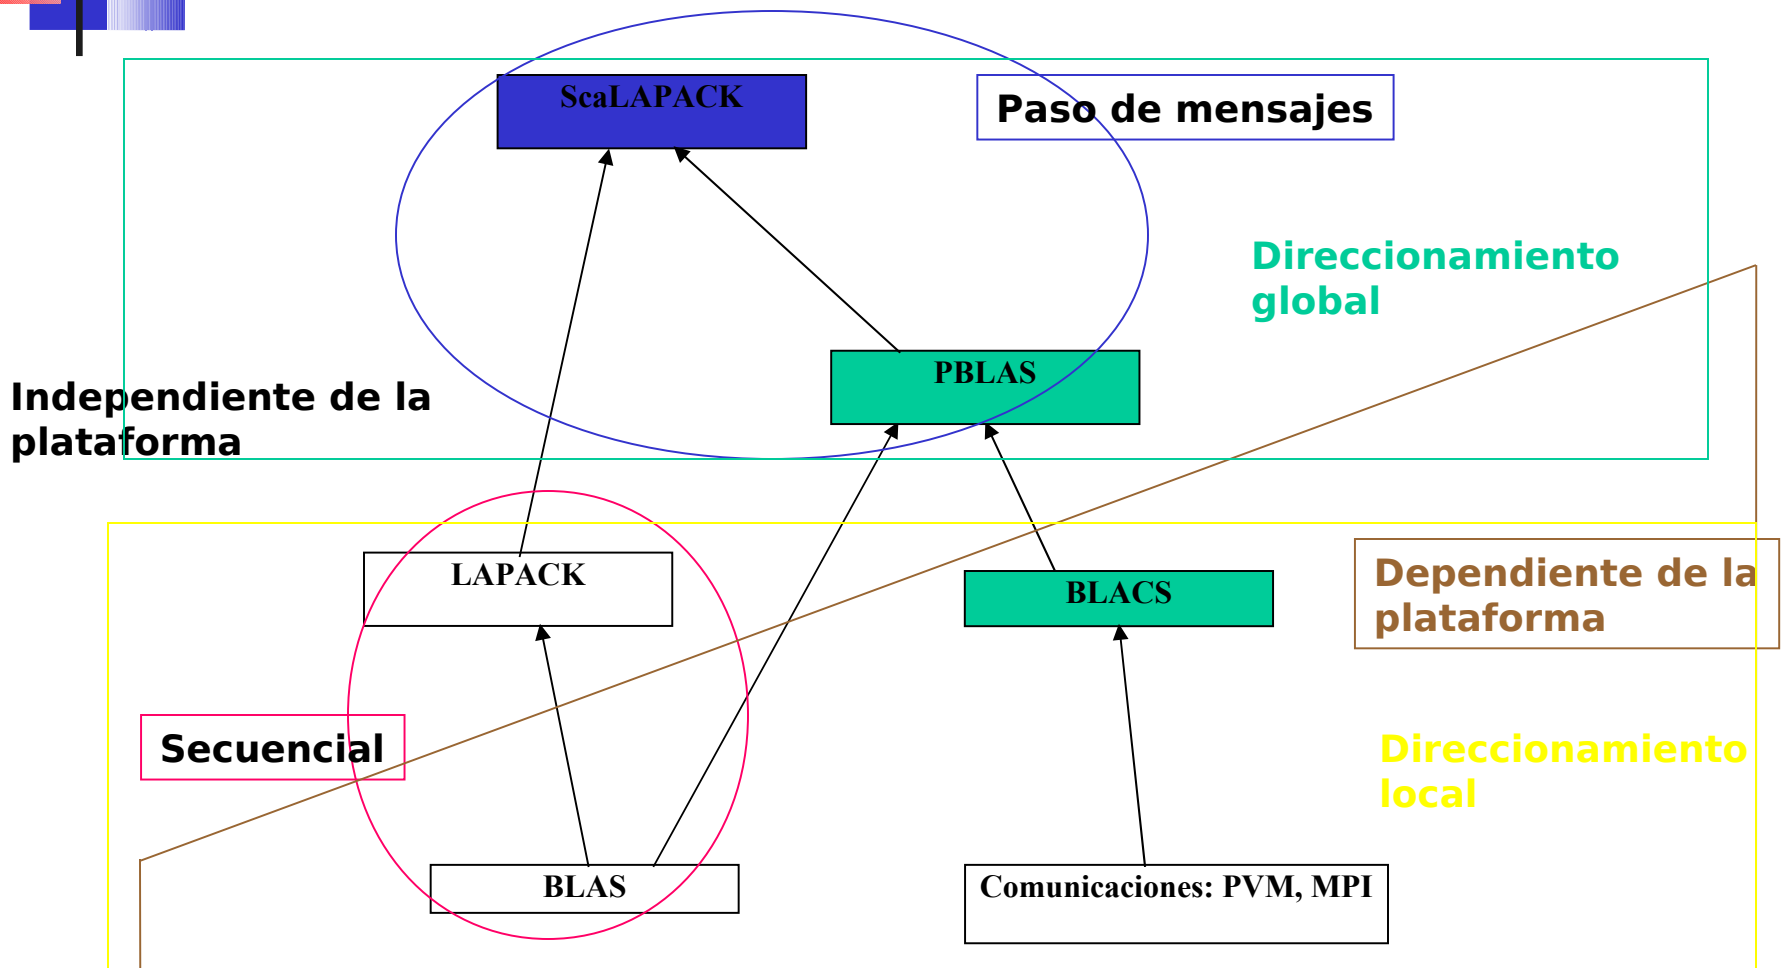 ScaLAPACK
Paso de mensajes
Direccionamiento
global
PBLAS
Independiente de la
plataforma
LAPACK
BLACS
Dependiente de la
plataforma
Secuencial
Direccionamiento
local
BLAS
Comunicaciones: PVM, MPI